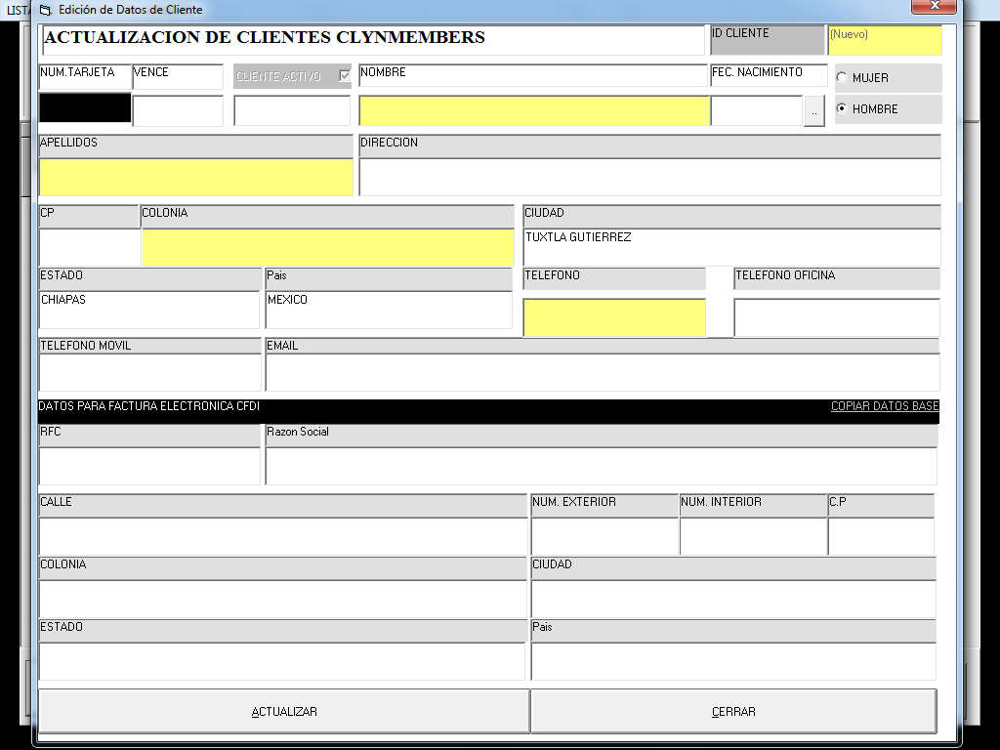 LISTA
Edición de Datos de Cliente
ACTUALIZACION DE CLIENTES CLYNMEMBERS
ID CLIENTE
(Nuevo)
NUM.TARJETA
VENCE
CLIENTE ACTIVO
NOMBRE
FEC. NACIMIENTO
MUJER
..
HOMBRE
APELLIDOS
DIRECCION
CP
COLONIA
CIUDAD
TUXTLA GUTIERREZ
ESTADO
Pais
TELEFONO
TELEFONO OFICINA
CHIAPAS
MEXICO
TELEFONO MOVIL
EMAIL
DATOS PARA FACTURA ELECTRONICA CFDI
COPIAR DATOS BASE
RFC
Razon Social
CALLE
NUM. EXTERIOR
NUM. INTERIOR
C.P
COLONIA
CIUDAD
ESTADO
Pais
ACTUALIZAR
CERRAR